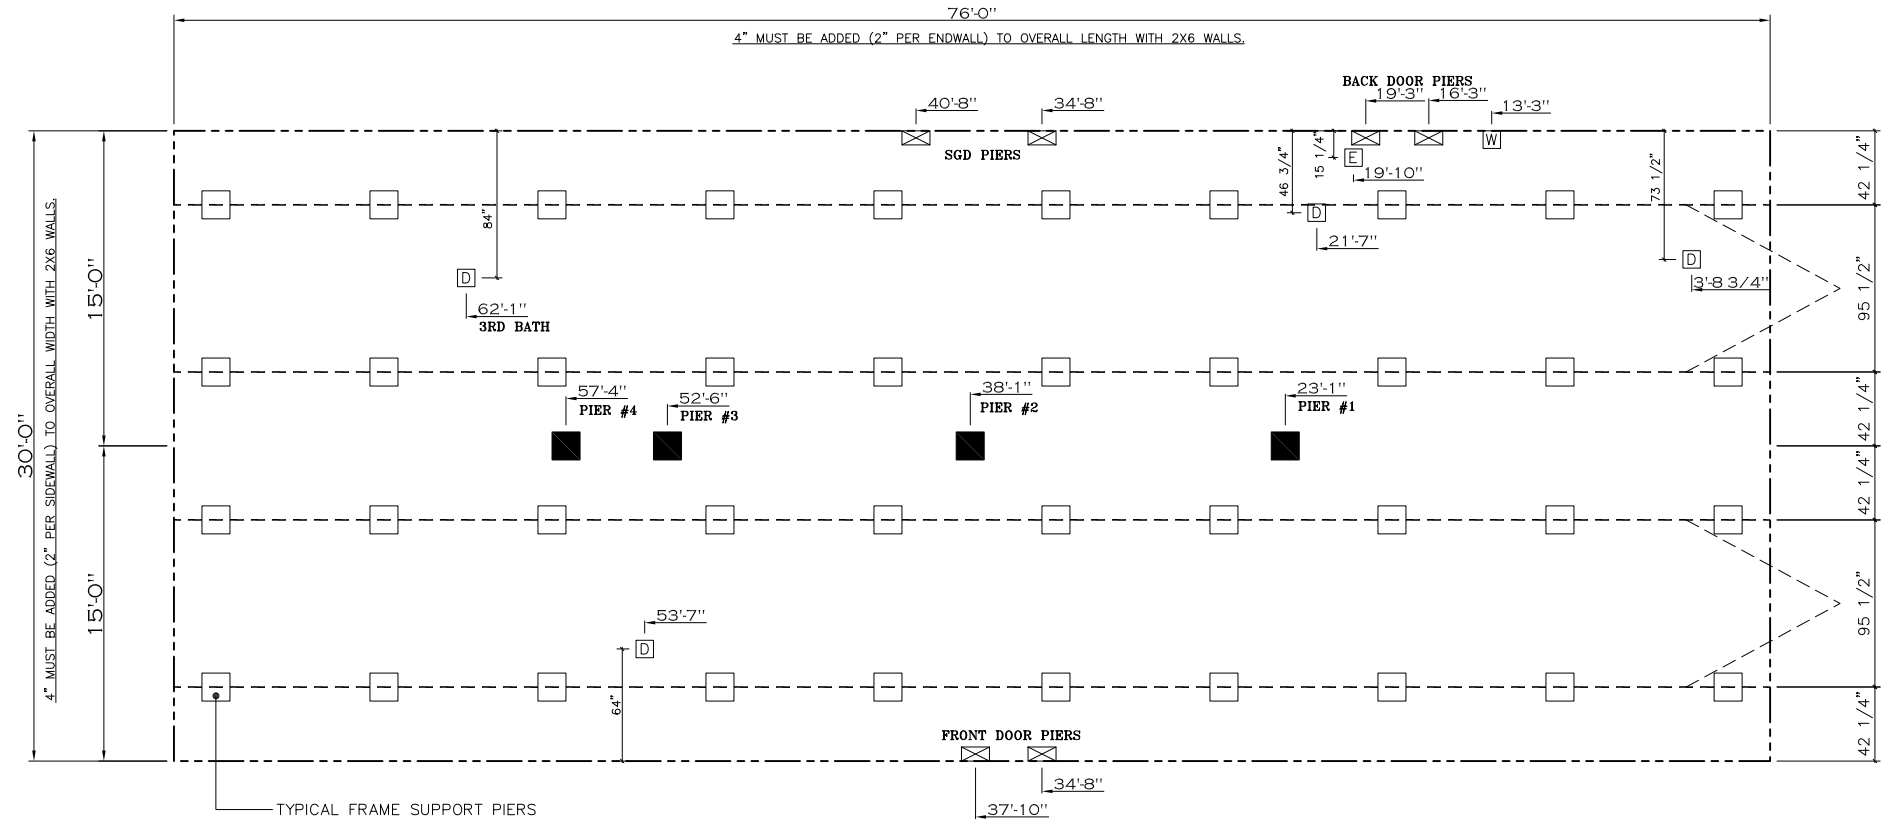 76'-0"
4" MUST BE ADDED (2" PER ENDWALL) TO OVERALL LENGTH WITH 2X6 WALLS.
BACK DOOR PIERS
40'-8"
34'-8"
19'-3"
16'-3"
13'-3"
SGD PIERS
W
E
19'-10"
15 1/4"
46 3/4"
73 1/2"
42 1/4"
84"
D
21'-7"
D
3'-8 3/4"
D
62'-1"
3RD BATH
95 1/2"
15'-0"
30'-0"
4" MUST BE ADDED (2" PER SIDEWALL) TO OVERALL WIDTH WITH 2X6 WALLS.
57'-4"
PIER #4
52'-6"
PIER #3
38'-1"
PIER #2
23'-1"
PIER #1
42 1/4"
42 1/4"
15'-0"
53'-7"
D
64"
95 1/2"
42 1/4"
FRONT DOOR PIERS
34'-8"
37'-10"
TYPICAL FRAME SUPPORT PIERS